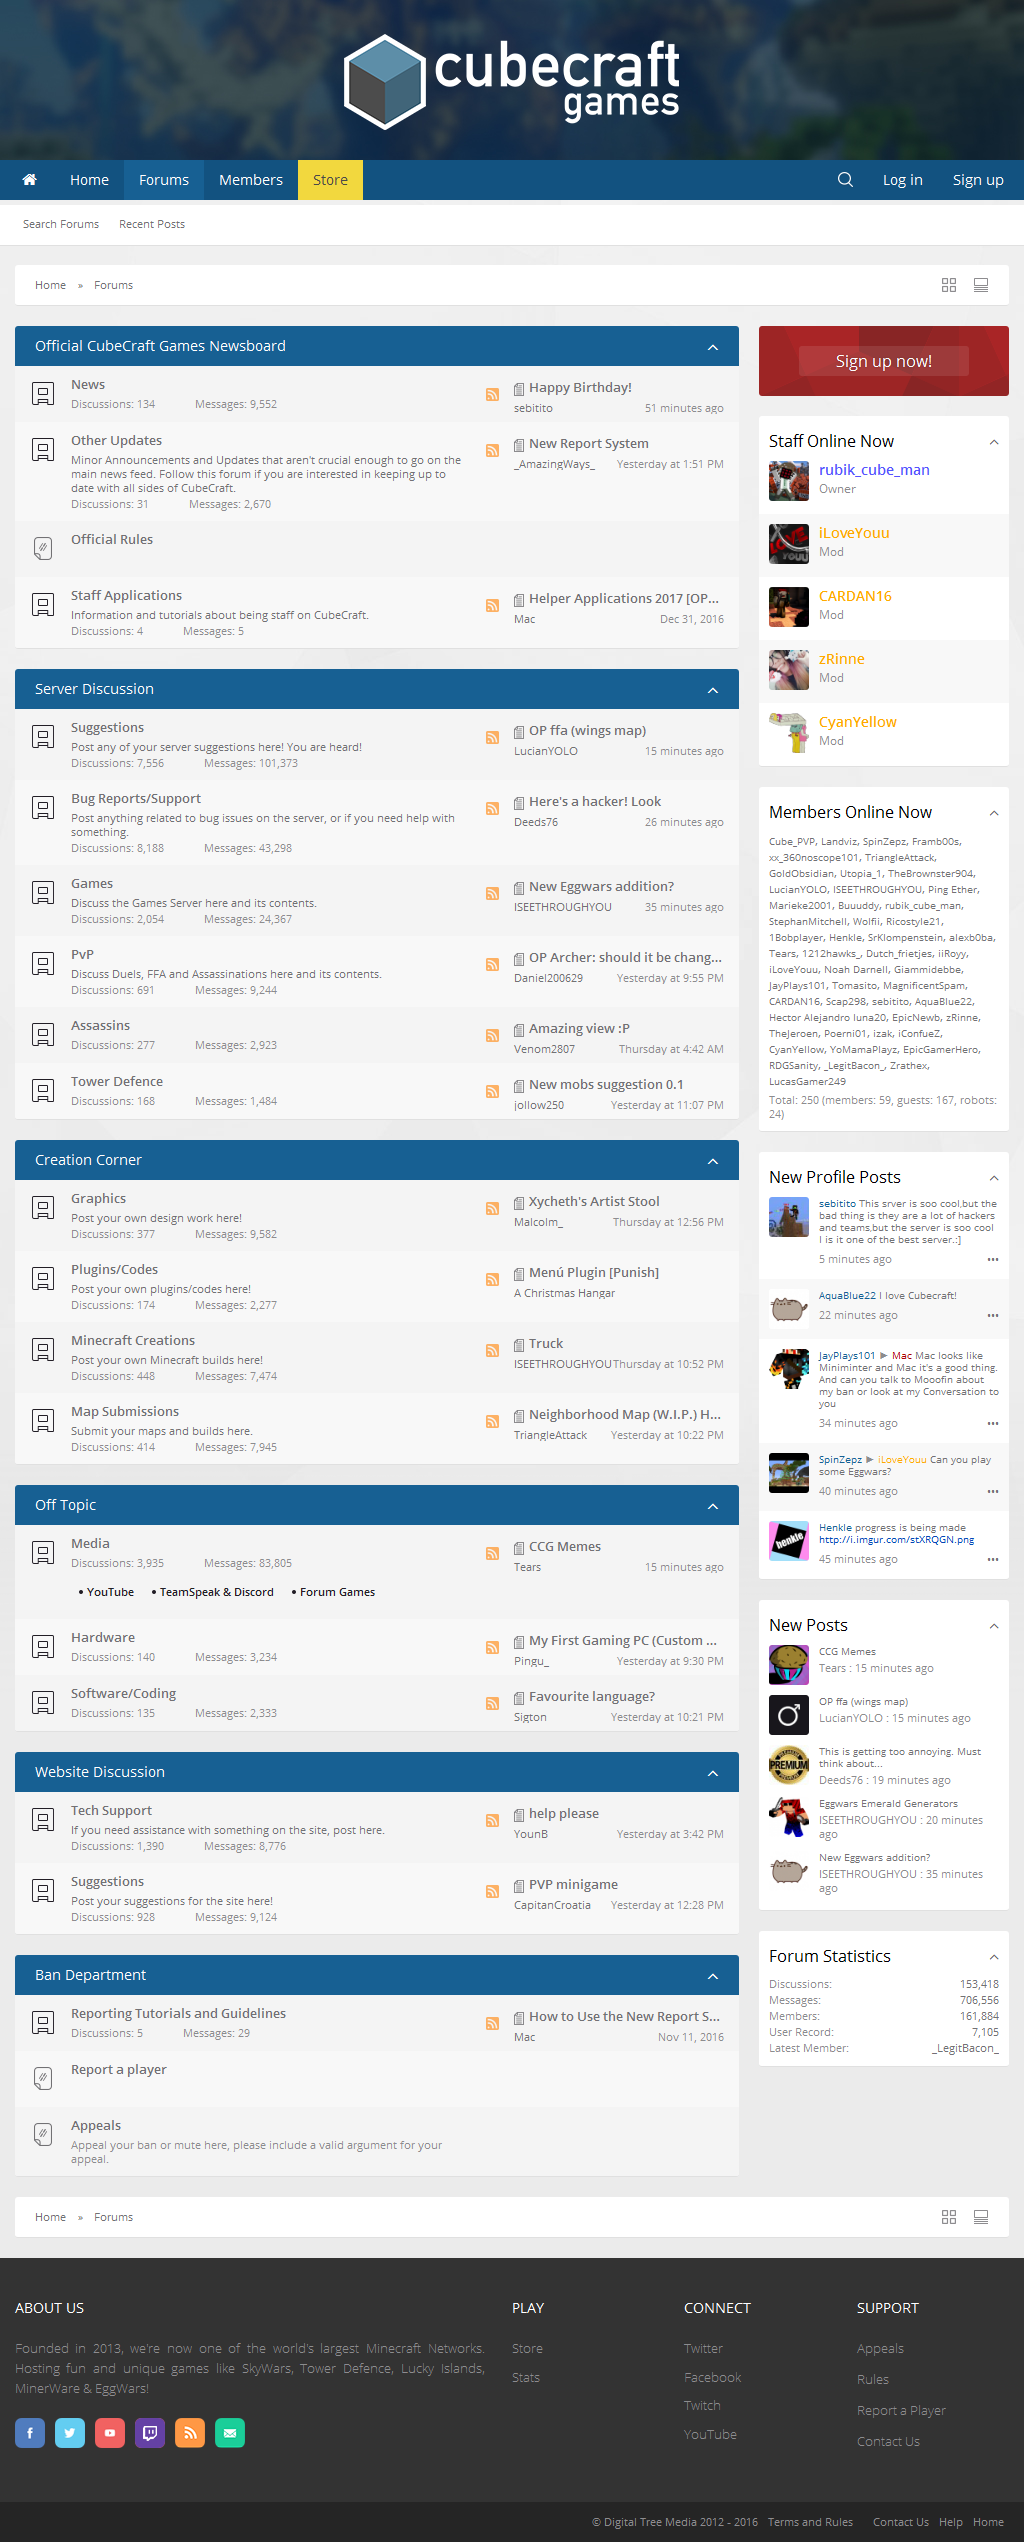 cubecraft
games
Home Forums Members Store Log in Sign up
Search Forums Recent Posts
Home » Forums
Official CubeCraft Games Newsboard
News
Discussions: 134 Messages: 9,552
Happy Birthday!
sebitito 51 minutes ago
Other Updates
Minor Announcements and Updates that aren't crucial enough to go on the
main news feed. Follow this forum if you are interested in keeping up to
date with all sides of CubeCraft.
Discussions: 31 Messages: 2,670
New Report System
_AmazingWays_ Yesterday at 1:51 PM
Official Rules
Staff Applications
Information and tutorials about being staff on CubeCraft.
Discussions: 4 Messages: 5
Helper Applications 2017 [OP...
Mac Dec 31, 2016
Server Discussion
Suggestions
Post any of your server suggestions here! You are heard!
Discussions: 7,556 Messages: 101,373
OP ffa (wings map)
LucianYOLO 15 minutes ago
Bug Reports/Support
Post anything related to bug issues on the server, or if you need help with
something.
Discussions: 8,188 Messages: 43,298
Here's a hacker! Look
Deeds76 26 minutes ago
Games
Discuss the Games Server here and its contents.
Discussions: 2,054 Messages: 24,367
New Eggwars addition?
ISEETHROUGHYOU 35 minutes ago
PvP
Discuss Duels, FFA and Assassinations here and its contents.
Discussions: 691 Messages: 9,244
OP Archer: should it be chang...
Daniel200629 Yesterday at 9:55 PM
Assassins
Discussions: 277 Messages: 2,923
Amazing view :P
Venom2807 Thursday at 4:42 AM
Tower Defence
Discussions: 168 Messages: 1,484
New mobs suggestion 0.1
jollow250 Yesterday at 11:07 PM
Creation Corner
Graphics
Post your own design work here!
Discussions: 377 Messages: 9,582
Xycheth's Artist Stool
Malcolm_ Thursday at 12:56 PM
Plugins/Codes
Post your own plugins/codes here!
Discussions: 174 Messages: 2,277
Menú Plugin [Punish]
A Christmas Hangar
Minecraft Creations
Post your own Minecraft builds here!
Discussions: 448 Messages: 7,474
Truck
ISEETHROUGHYOU Thursday at 10:52 PM
Map Submissions
Submit your maps and builds here.
Discussions: 414 Messages: 7,945
Neighborhood Map (W.I.P.) H...
TriangleAttack Yesterday at 10:22 PM
Off Topic
Media
Discussions: 3,935 Messages: 83,805
CCG Memes
Tears 15 minutes ago
• YouTube • TeamSpeak & Discord • Forum Games
Hardware
Discussions: 140 Messages: 3,234
My First Gaming PC (Custom ...
Pingu_ Yesterday at 9:30 PM
Software/Coding
Discussions: 135 Messages: 2,333
Favourite language?
Sigton Yesterday at 10:21 PM
Website Discussion
Tech Support
If you need assistance with something on the site, post here.
Discussions: 1,390 Messages: 8,776
help please
YounB Yesterday at 3:42 PM
Suggestions
Post your suggestions for the site here!
Discussions: 928 Messages: 9,124
PVP minigame
CapitanCroatia Yesterday at 12:28 PM
Ban Department
Reporting Tutorials and Guidelines
Discussions: 5 Messages: 29
How to Use the New Report S...
Mac Nov 11, 2016
Report a player
Appeals
Appeal your ban or mute here, please include a valid argument for your
appeal.
Sign up now!
Staff Online Now
rubik_cube_man
Owner
iLoveYouu
Mod
CARDAN16
Mod
zRinne
Mod
CyanYellow
Mod
Members Online Now
Cube_PVP, Landviz, SpinZepz, Framb00s,
xx_360noscope101, TriangleAttack,
GoldObsidian, Utopia_1, TheBrownster904,
LucianYOLO, ISEETHROUGHYOU, Ping Ether,
Marieke2001, Buuuddy, rubik_cube_man,
StephanMitchell, Wolfii, Ricostyle21,
1Bobplayer, Henkle, SrKlompenstein, alexb0ba,
Tears, 1212hawks_, Dutch_frietjes, iiRoyy,
iLoveYouu, Noah Darnell, Giammidebbe,
JayPlays101, Tomasito, MagnificentSpam,
CARDAN16, Scap298, sebitito, AquaBlue22,
Hector Alejandro luna20, EpicNewb, zRinne,
TheJeroen, Poerni01, izak, iConfueZ,
CyanYellow, YoMamaPlayz, EpicGamerHero,
RDGSanity, _LegitBacon_, Zrathex,
LucasGamer249
Total: 250 (members: 59, guests: 167, robots:
24)
New Profile Posts
sebitito This srver is soo cool,but the
bad thing is they are a lot of hackers
and teams,but the server is soo cool
I is it one of the best server.:]
5 minutes ago •••
AquaBlue22 I love Cubecraft!
22 minutes ago •••
JayPlays101 ► Mac Mac looks like
Miniminter and Mac it's a good thing.
And can you talk to Mooofin about
my ban or look at my Conversation to
you
34 minutes ago •••
SpinZepz ► iLoveYouu Can you play
some Eggwars?
40 minutes ago •••
henkle
Henkle progress is being made
http://i.imgur.com/stXRQGN.png
45 minutes ago •••
New Posts
CCG Memes
Tears : 15 minutes ago
OP ffa (wings map)
LucianYOLO : 15 minutes ago
PREMIUM
This is getting too annoying. Must
think about...
Deeds76 : 19 minutes ago
Eggwars Emerald Generators
ISEETHROUGHYOU : 20 minutes
ago
New Eggwars addition?
ISEETHROUGHYOU : 35 minutes
ago
Forum Statistics
Discussions: 153,418
Messages: 706,556
Members: 161,884
User Record: 7,105
Latest Member: _LegitBacon_
Home » Forums
ABOUT US
Founded in 2013, we're now one of the world's largest Minecraft Networks.
Hosting fun and unique games like SkyWars, Tower Defence, Lucky Islands,
MinerWare & EggWars!
PLAY
Store
Stats
CONNECT
Twitter
Facebook
Twitch
YouTube
SUPPORT
Appeals
Rules
Report a Player
Contact Us
© Digital Tree Media 2012 - 2016 Terms and Rules Contact Us Help Home